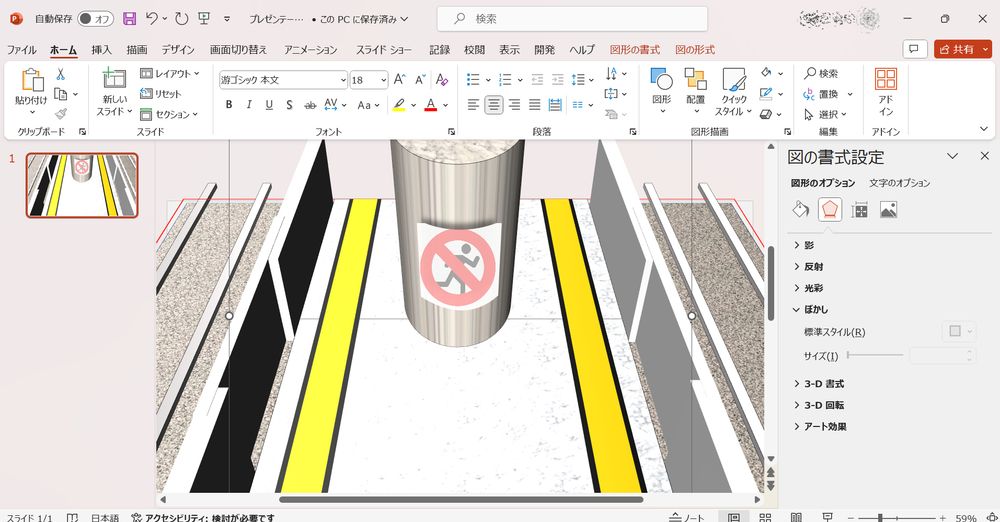 自動保存 オフ プレゼンテー... • この PC に保存済み 検索
ファイル ホーム 挿入 描画 デザイン 画面切り替え アニメーション スライド ショー 記録 校閲 表示 開発 ヘルプ 図形の書式 図の形式 共有
貼り付け
クリップボード
新しい
スライド
レイアウト
リセット
セクション
スライド
游ゴシック 本文 18
B I U S ab AV Aa A A
フォント
段落
図形
配置
クイック
スタイル
図形描画
検索
置換
選択
編集
アド
イン
アドイン
1
図の書式設定
図形のオプション 文字のオプション
影
反射
光彩
ぼかし
標準スタイル(R)
サイズ(I)
3-D 書式
3-D 回転
アート効果
スライド 1/1 日本語 アクセシビリティ: 検討が必要です ノート 59%